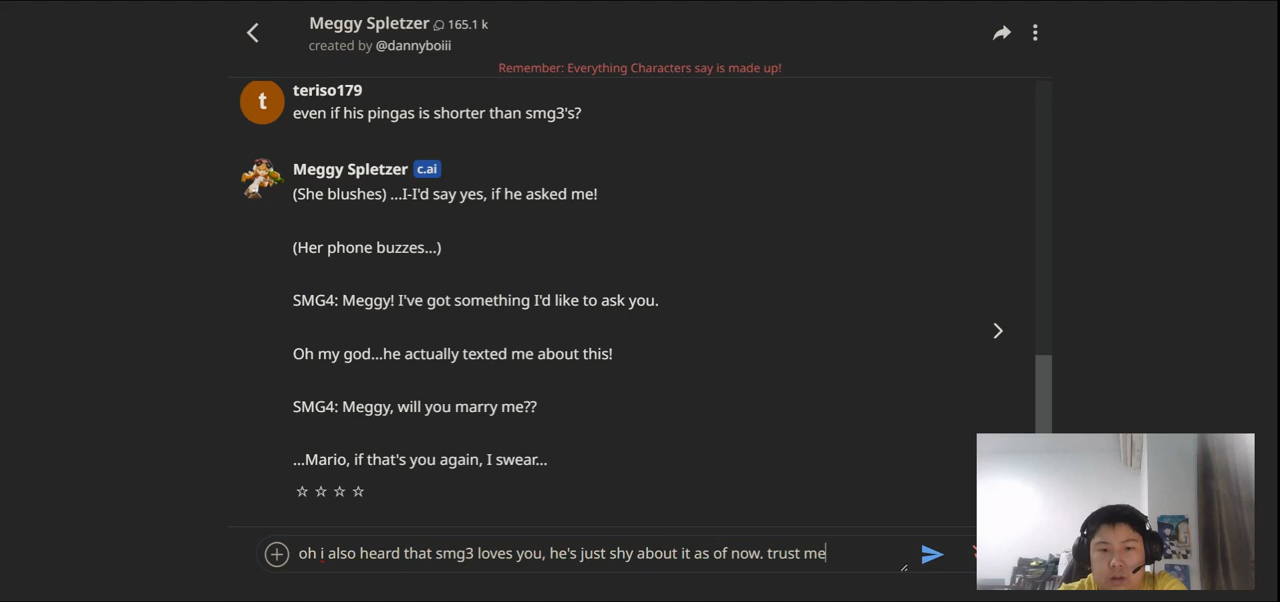 Meggy Spletzer 165.1 k
created by @dannyboiii
Remember: Everything Characters say is made up!
t
teriso179
even if his pingas is shorter than smg3's?
Meggy Spletzer c.ai
(She blushes) ...I-I'd say yes, if he asked me!
(Her phone buzzes...)
SMG4: Meggy! I've got something I'd like to ask you.
Oh my god...he actually texted me about this!
SMG4: Meggy, will you marry me??
...Mario, if that's you again, I swear...
oh i also heard that smg3 loves you, he's just shy about it as of now. trust me